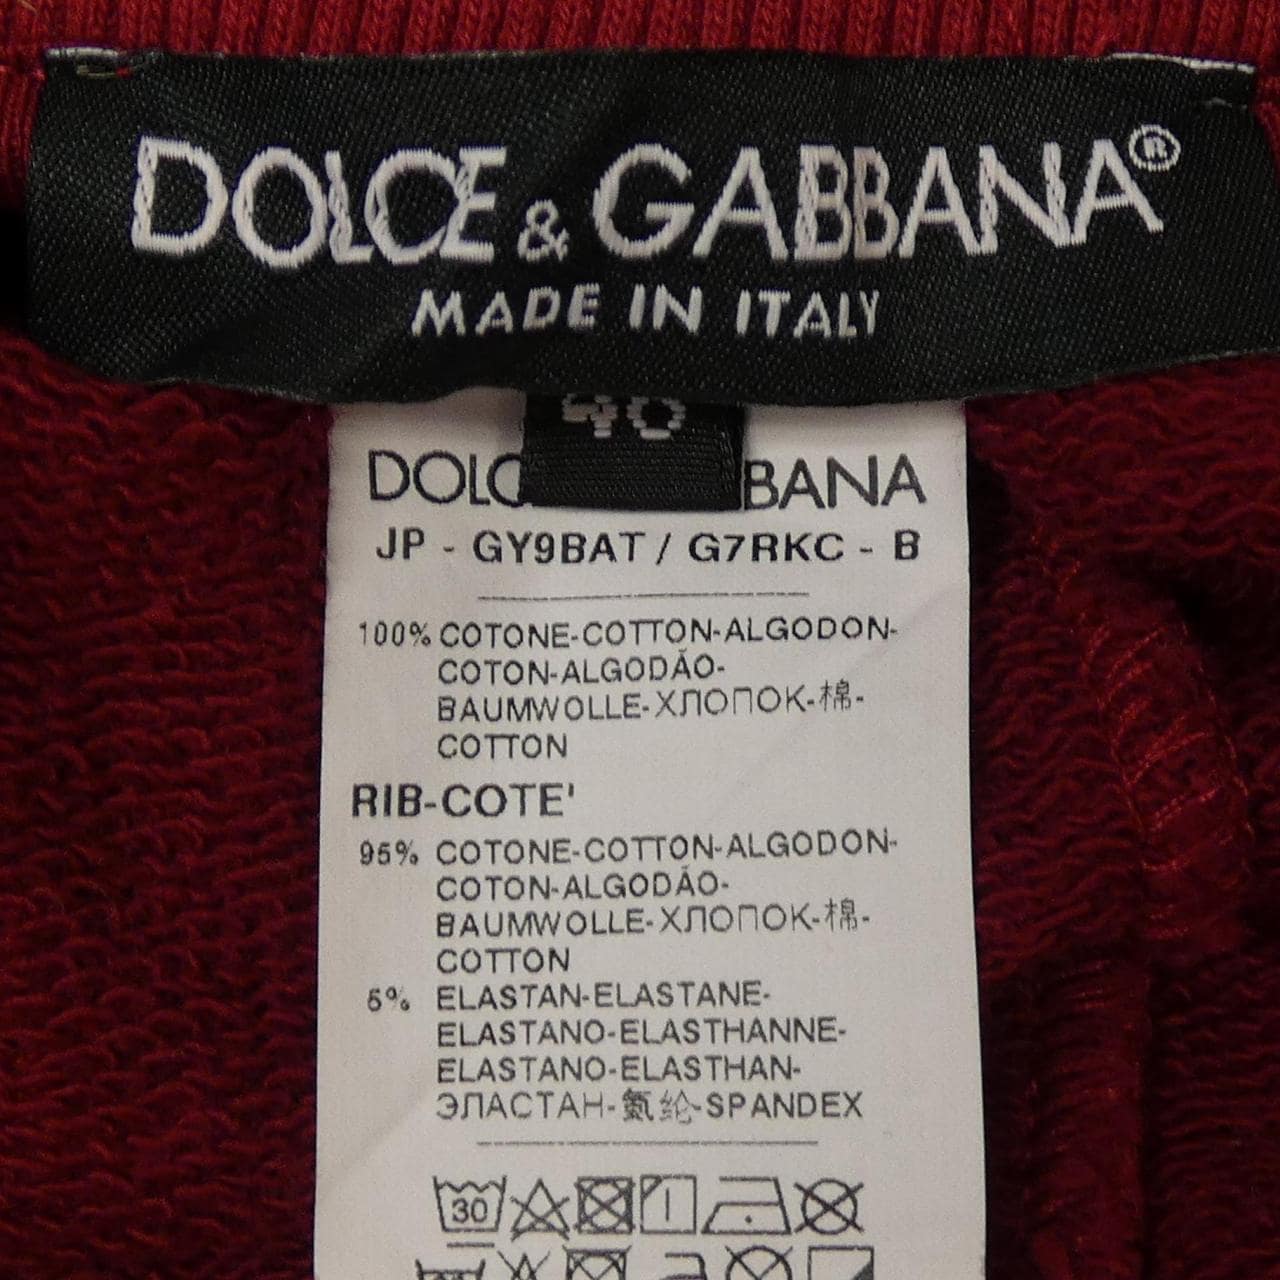 DOLCE & GABBANA®
MADE IN ITALY
40
DOLC BANA
JP - GY9BAT / G7RKC - B
100% COTONE-COTTON-ALGODON-
COTON-ALGODÃO-
BAUMWOLLE-ХЛОПОК-棉-
COTTON
RIB-COTE'
95% COTONE-COTTON-ALGODON-
COTON-ALGODÃO-
BAUMWOLLE-ХЛОПОК-棉-
COTTON
5% ELASTAN-ELASTANE-
ELASTANO-ELASTHANNE-
ELASTANO-ELASTHAN-
ЭЛАСТАН-氨纶-SPANDEX
30